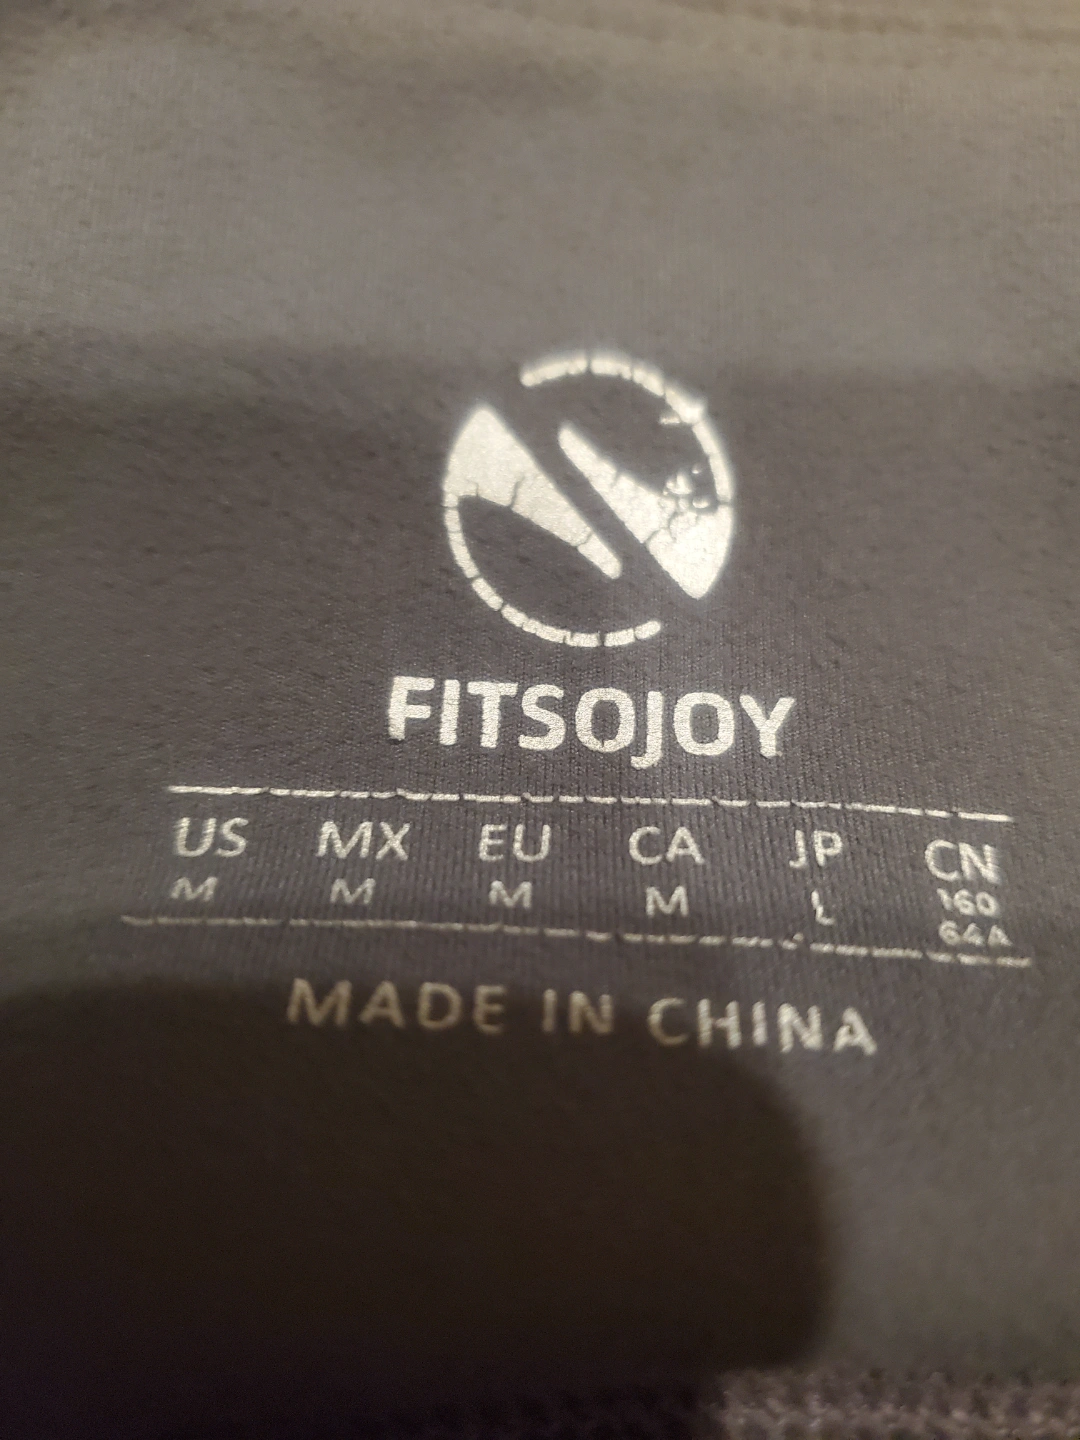 FITSOJOY
US MX EU CA JP CN
M M M M L 160
64A
MADE IN CHINA